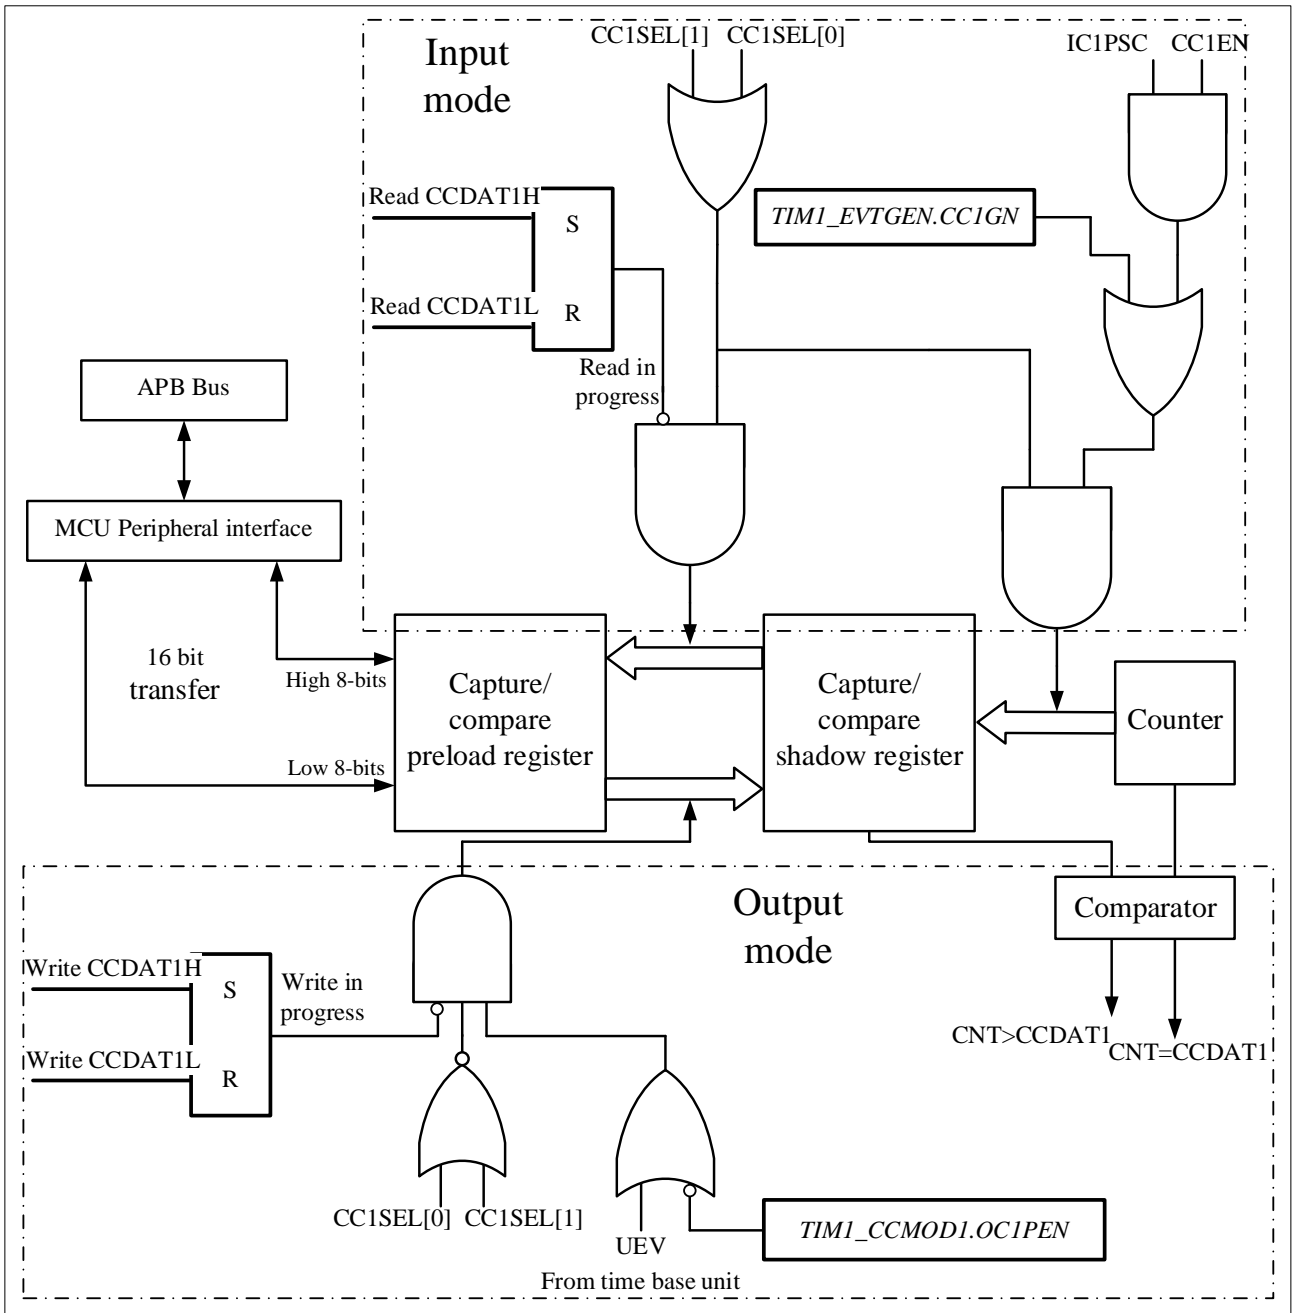 Input
mode
CC1SEL[1] CC1SEL[0]
IC1PSC CC1EN
Read CCDAT1H
S
TIM1_EVTGEN.CC1GN
Read CCDAT1L
R
Read in
progress
APB Bus
MCU Peripheral interface
16 bit
transfer
High 8-bits
Low 8-bits
Capture/
compare
preload register
Capture/
compare
shadow register
Counter
Output
mode
Comparator
Write CCDAT1H
S
Write in
progress
Write CCDAT1L
R
CNT>CCDAT1
CNT=CCDAT1
CC1SEL[0] CC1SEL[1]
UEV
TIM1_CCMOD1.OC1PEN
From time base unit